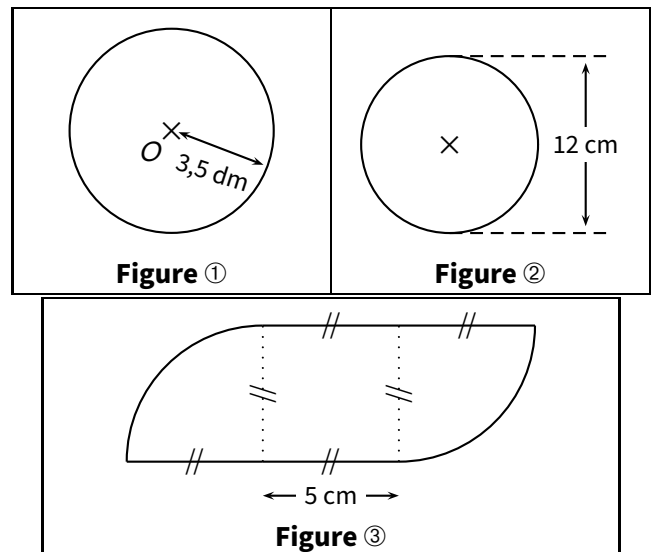 O
3,5 dm
12 cm
Figure ①
Figure ②
5 cm
Figure ③